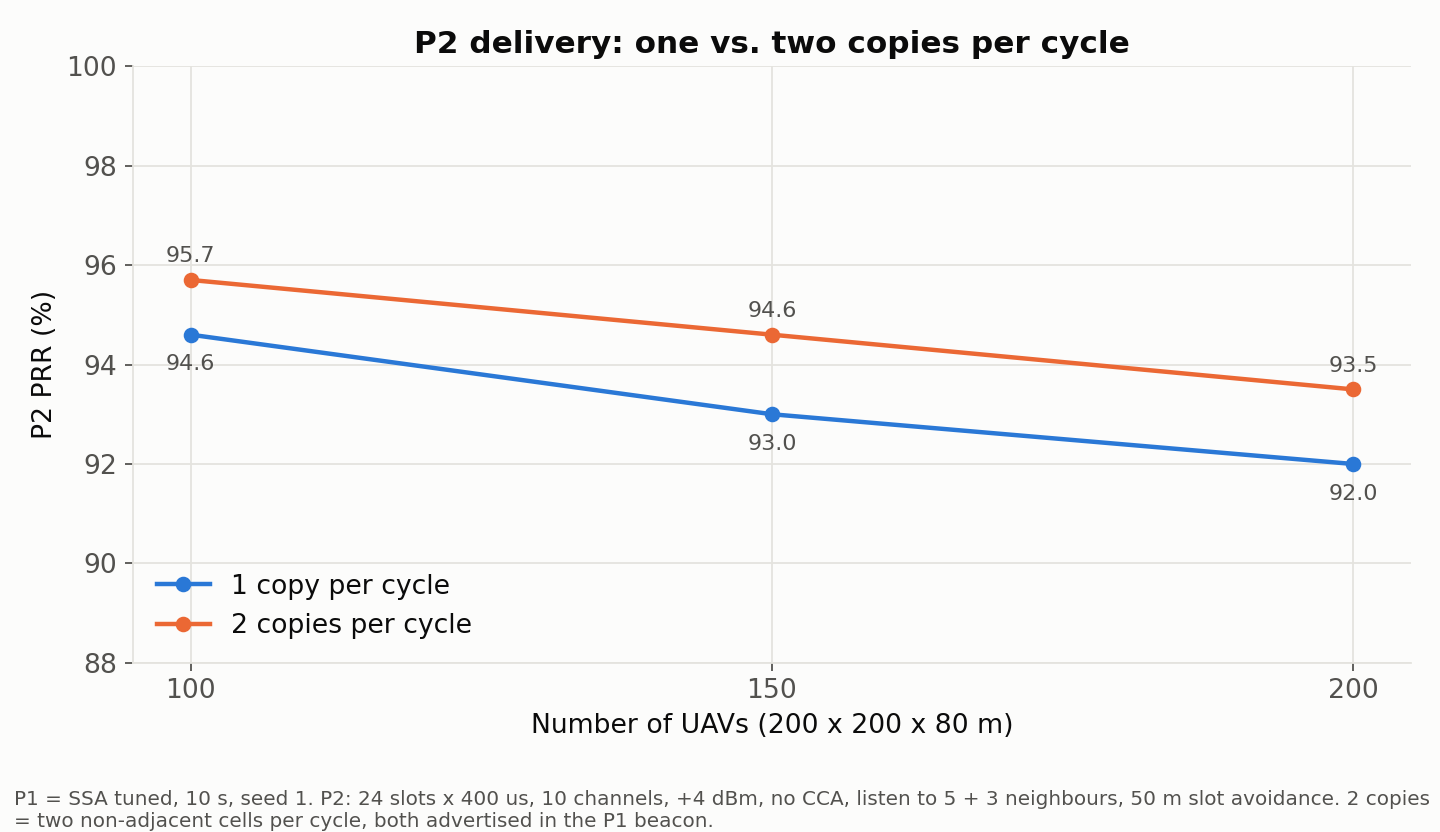 P2 delivery: one vs. two copies per cycle
100
98
96
94
92
90
88
P2 PRR (%)
95.7
94.6
93.5
94.6
93.0
92.0
1 copy per cycle
2 copies per cycle
100
150
200
Number of UAVs (200 x 200 x 80 m)
P1 = SSA tuned, 10 s, seed 1. P2: 24 slots x 400 us, 10 channels, +4 dBm, no CCA, listen to 5 + 3 neighbours, 50 m slot avoidance. 2 copies
= two non-adjacent cells per cycle, both advertised in the P1 beacon.